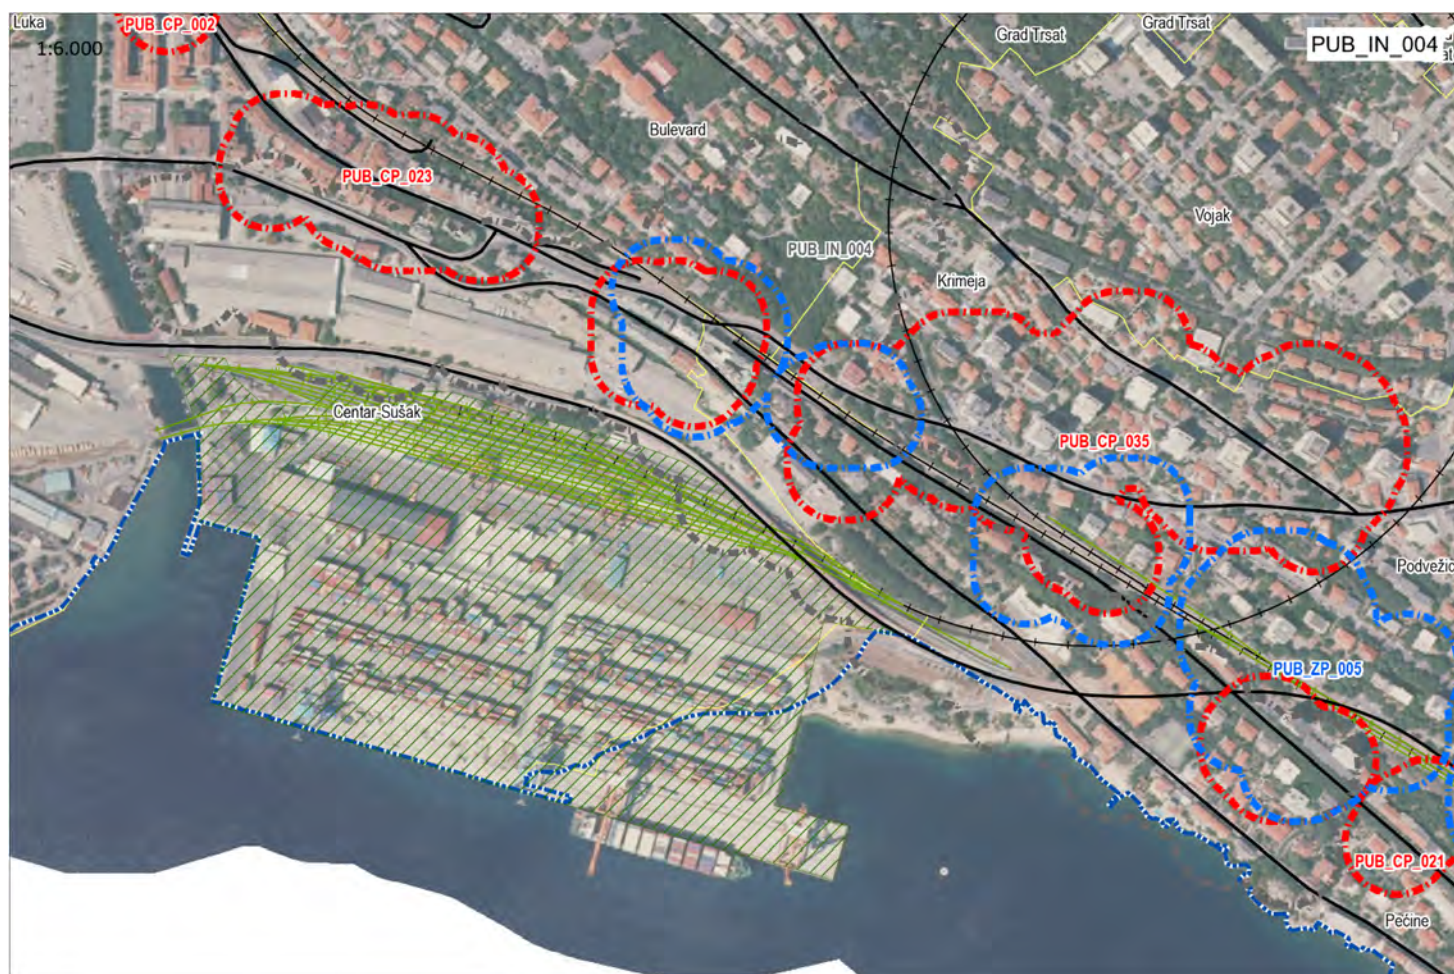 Luka
PUB_CP_002
Grad Trsat
Grad Trsat
1:6.000
PUB_IN_004
Bulevard
PUB_CP_023
Vojak
PUB_IN_004
Krimeja
Centar-Sušak
PUB_CP_035
PUB_ZP_005
PUB_CP_021
Pećine